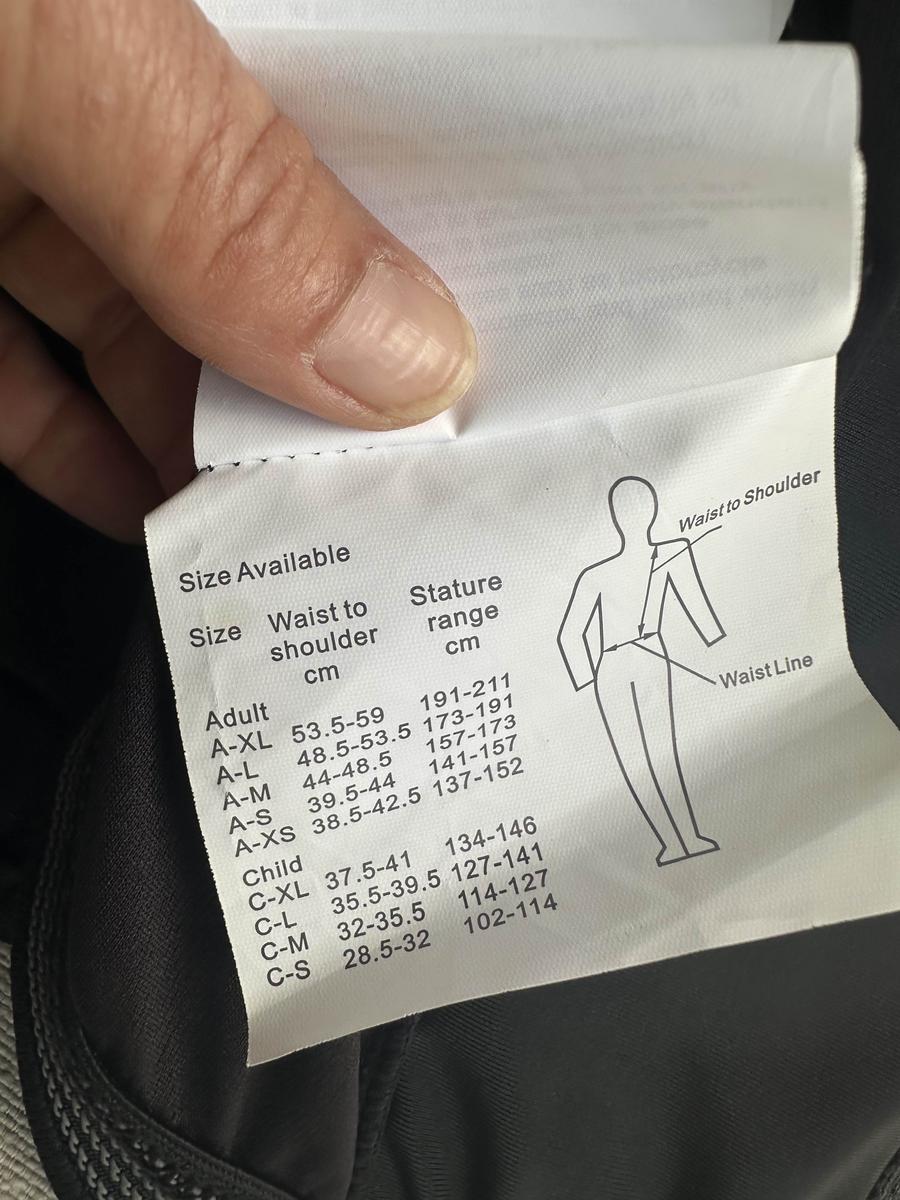 Size Available
Size Waist to shoulder cm Stature range cm
Adult
A-XL 53.5-59 191-211
A-L 48.5-53.5 173-191
A-M 44-48.5 157-173
A-S 39.5-44 141-157
A-XS 38.5-42.5 137-152
Child
C-XL 37.5-41 134-146
C-L 35.5-39.5 127-141
C-M 32-35.5 114-127
C-S 28.5-32 102-114
Waist to Shoulder
Waist Line